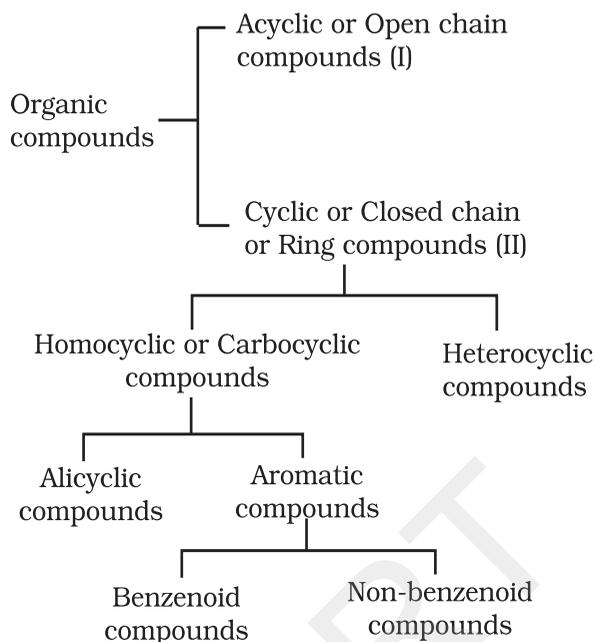 Acyclic or Open chain
compounds (I)
Organic
compounds
Cyclic or Closed chain
or Ring compounds (II)
Homocyclic or Carbocyclic
compounds
Heterocyclic
compounds
Alicyclic
compounds
Aromatic
compounds
Benzenoid
compounds
Non-benzenoid
compounds